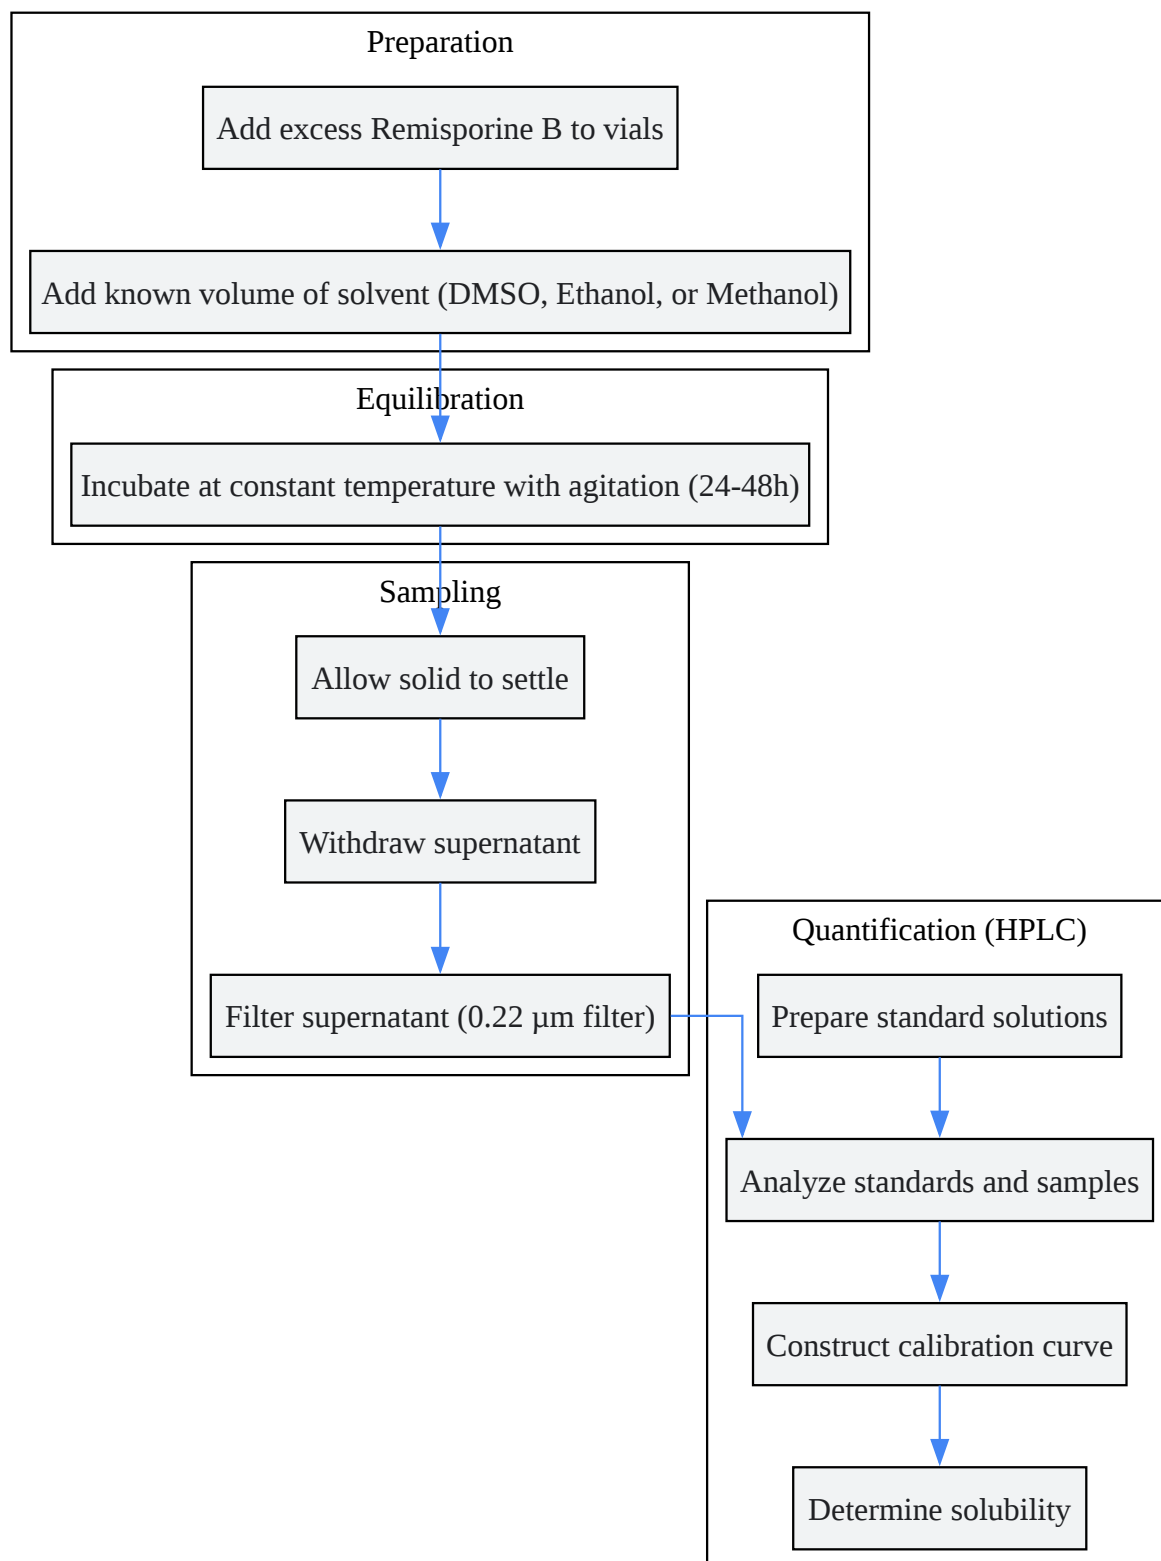 Preparation
Add excess Remisporine B to vials
Add known volume of solvent (DMSO, Ethanol, or Methanol)
Equilibration
Incubate at constant temperature with agitation (24-48h)
Sampling
Allow solid to settle
Withdraw supernatant
Filter supernatant (0.22 µm filter)
Quantification (HPLC)
Prepare standard solutions
Analyze standards and samples
Construct calibration curve
Determine solubility